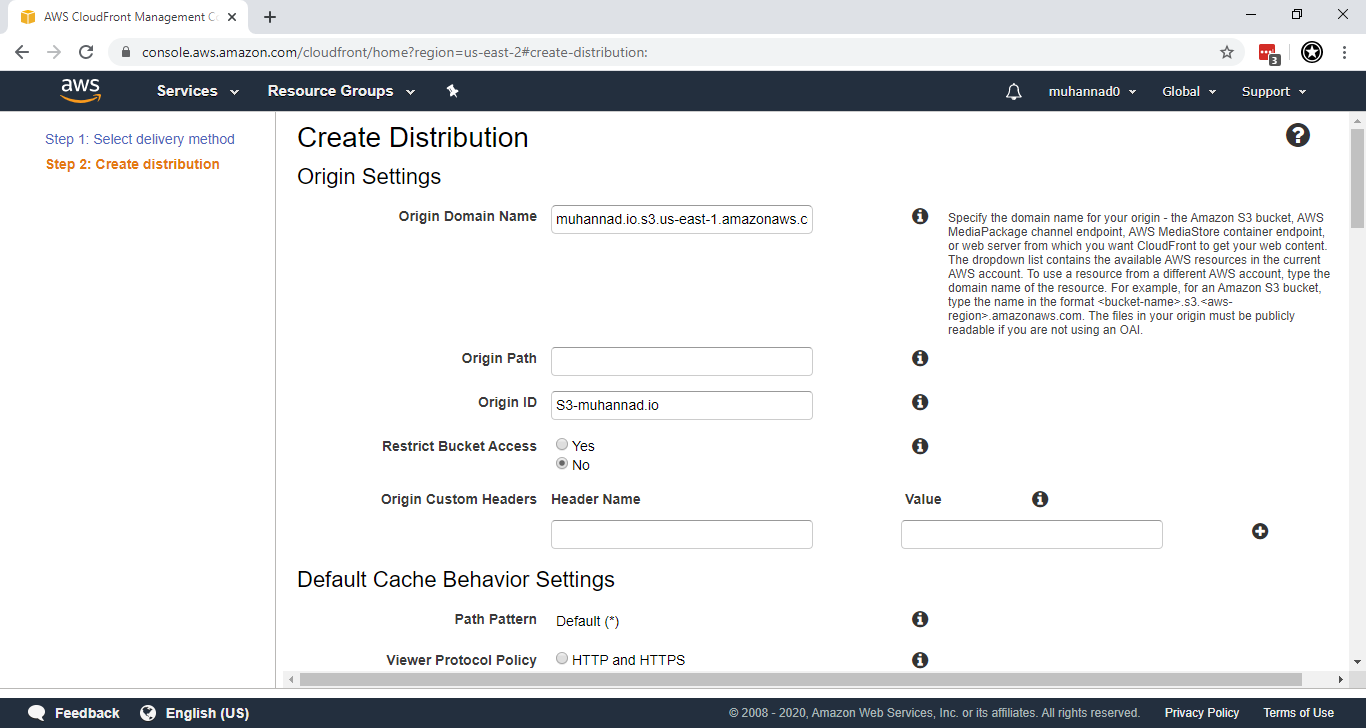 AWS CloudFront Management C
console.aws.amazon.com/cloudfront/home?region=us-east-2#create-distribution:
3
aws
Services
Resource Groups
muhannad0
Global
Support
Step 1: Select delivery method
Step 2: Create distribution
Create Distribution
Origin Settings
Origin Domain Name
muhannad.io.s3.us-east-1.amazonaws.c
Specify the domain name for your origin - the Amazon S3 bucket, AWS
MediaPackage channel endpoint, AWS MediaStore container endpoint,
or web server from which you want CloudFront to get your web content.
The dropdown list contains the available AWS resources in the current
AWS account. To use a resource from a different AWS account, type the
domain name of the resource. For example, for an Amazon S3 bucket,
type the name in the format <bucket-name>.s3.<aws-
region>.amazonaws.com. The files in your origin must be publicly
readable if you are not using an OAI.
Origin Path
Origin ID
S3-muhannad.io
Restrict Bucket Access
Yes
No
Origin Custom Headers
Header Name
Value
Default Cache Behavior Settings
Path Pattern
Default (*)
Viewer Protocol Policy
HTTP and HTTPS
Feedback
English (US)
© 2008 - 2020, Amazon Web Services, Inc. or its affiliates. All rights reserved.
Privacy Policy
Terms of Use